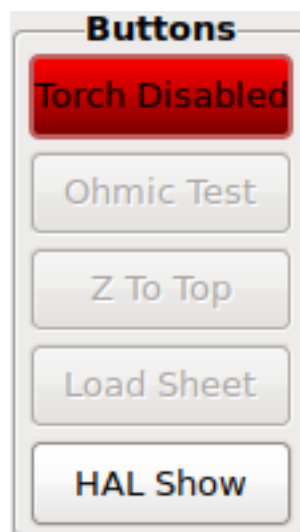 Buttons
Torch Disabled
Ohmic Test
Z To Top
Load Sheet
HAL Show